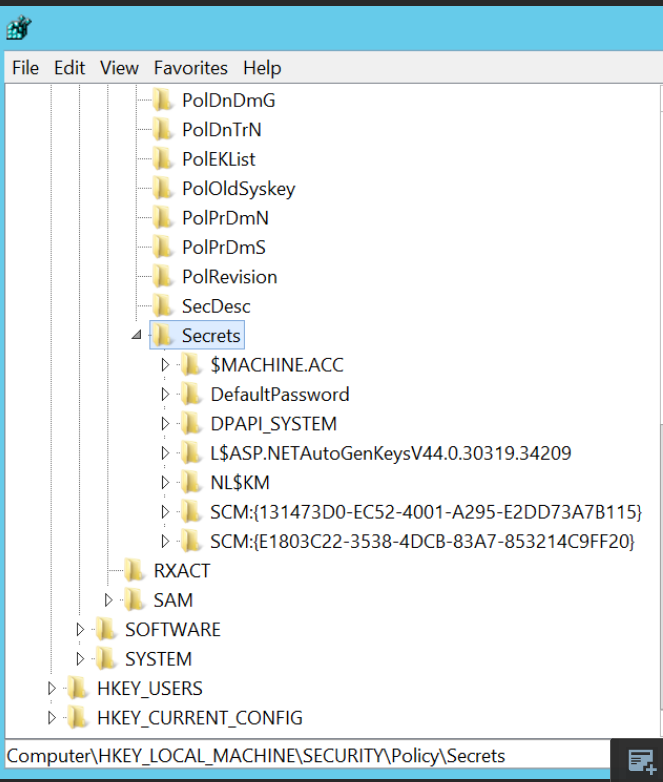 File Edit View Favorites Help
PolDnDmG
PolDnTrN
PolEKList
PolOldSyskey
PolPrDmN
PolPrDmS
PolRevision
SecDesc
Secrets
$MACHINE.ACC
DefaultPassword
DPAPI_SYSTEM
L$ASP.NETAutoGenKeysV44.0.30319.34209
NL$KM
SCM:{131473D0-EC52-4001-A295-E2DD73A7B115}
SCM:{E1803C22-3538-4DCB-83A7-853214C9FF20}
RXACT
SAM
SOFTWARE
SYSTEM
HKEY_USERS
HKEY_CURRENT_CONFIG
Computer\HKEY_LOCAL_MACHINE\SECURITY\Policy\Secrets